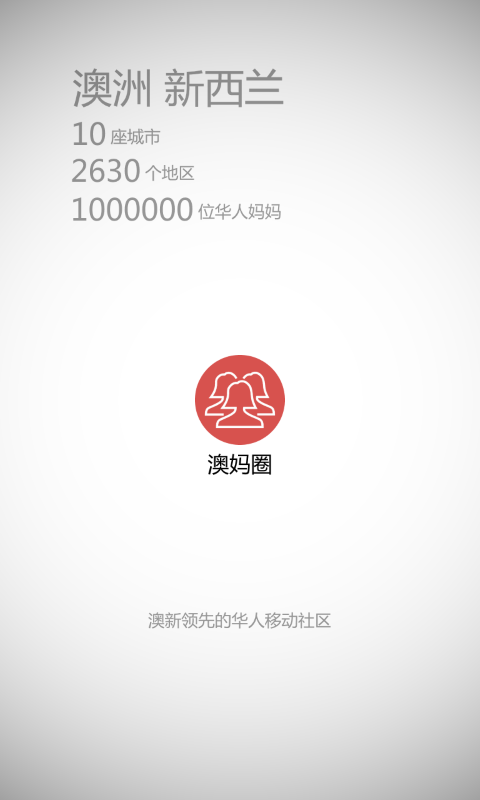 澳洲 新西兰
10 座城市
2630 个地区
1000000 位华人妈妈
澳妈圈
澳新领先的华人移动社区